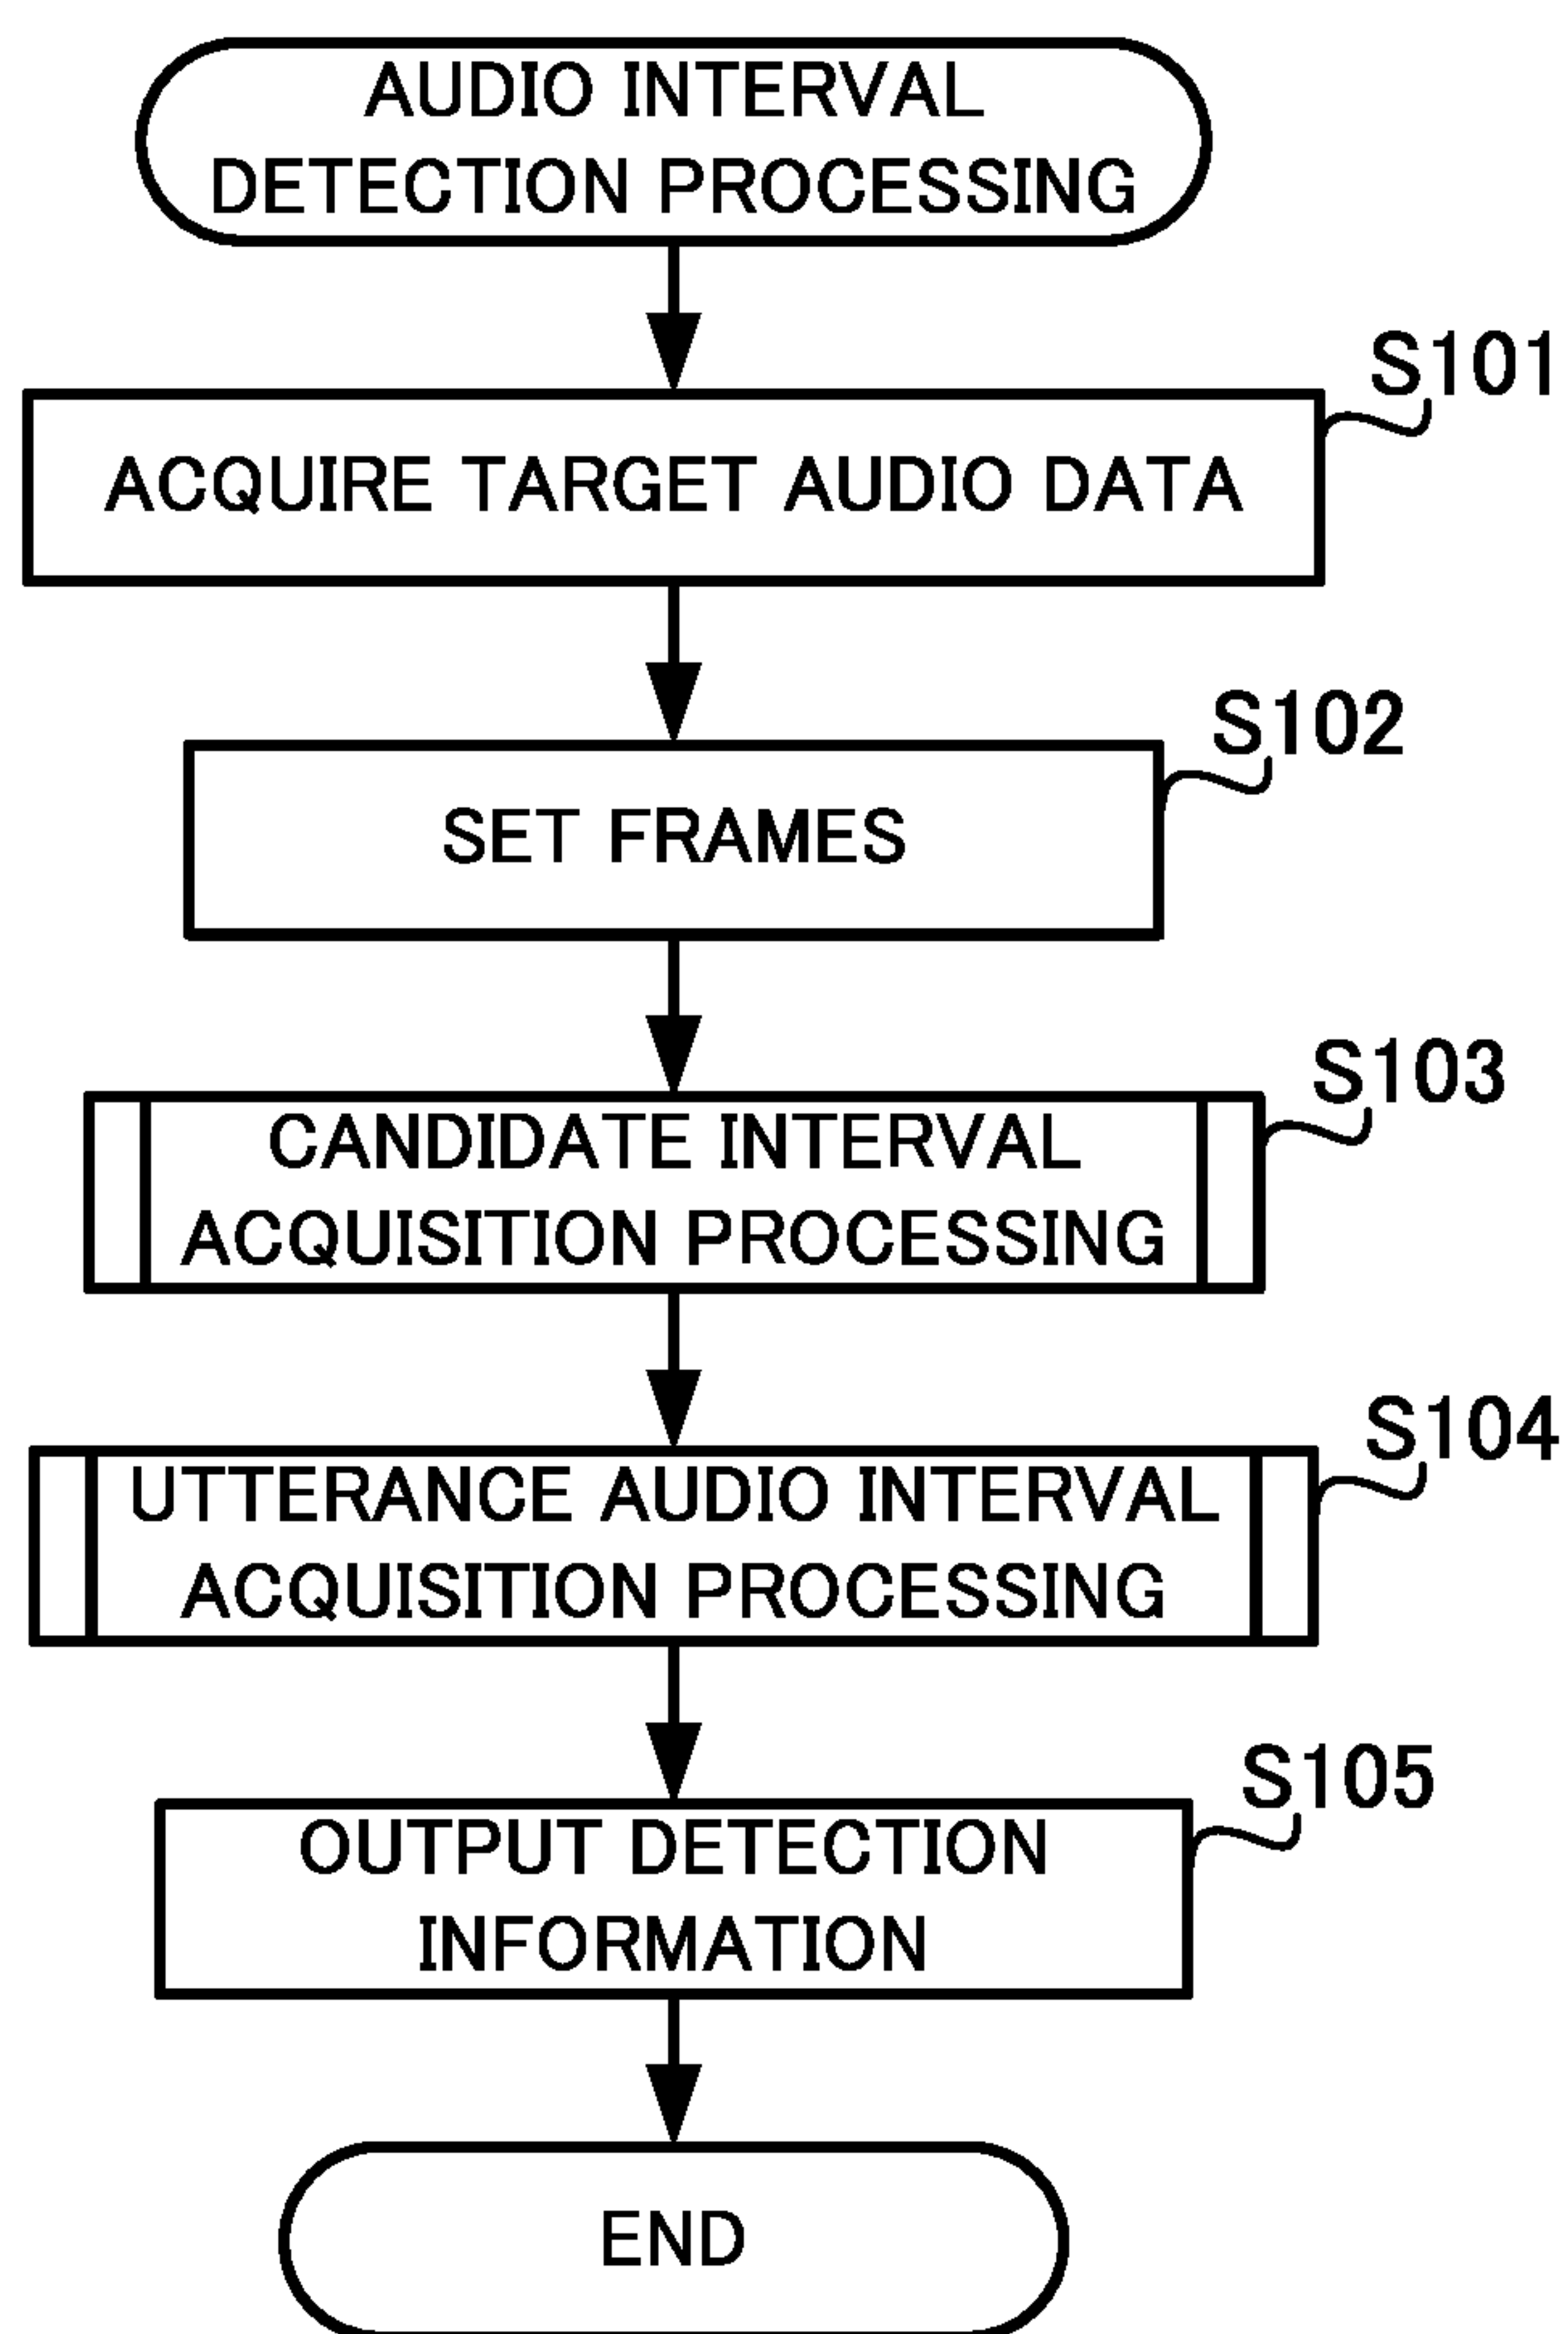 AUDIO INTERVAL
DETECTION PROCESSING
S101
ACQUIRE TARGET AUDIO DATA
S102
SET FRAMES
S103
CANDIDATE INTERVAL
ACQUISITION PROCESSING
S104
UTTERANCE AUDIO INTERVAL
ACQUISITION PROCESSING
S105
OUTPUT DETECTION
INFORMATION
END